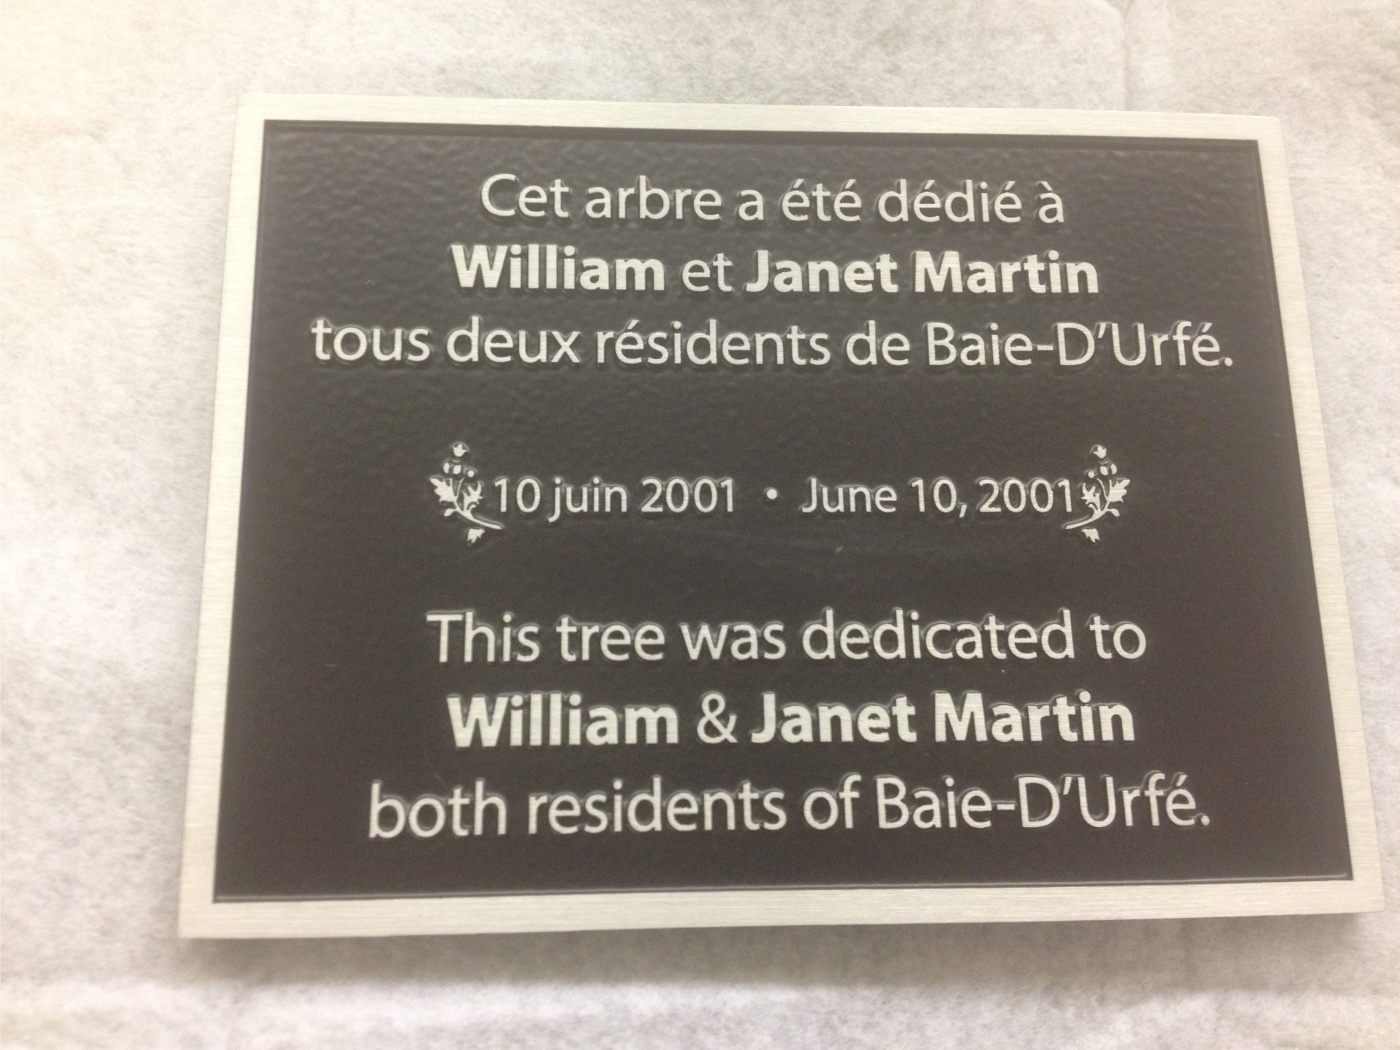 Cet arbre a été dédié à
William et Janet Martin
tous deux résidents de Baie-D'Urfé.
10 juin 2001 • June 10, 2001
This tree was dedicated to
William & Janet Martin
both residents of Baie-D'Urfé.